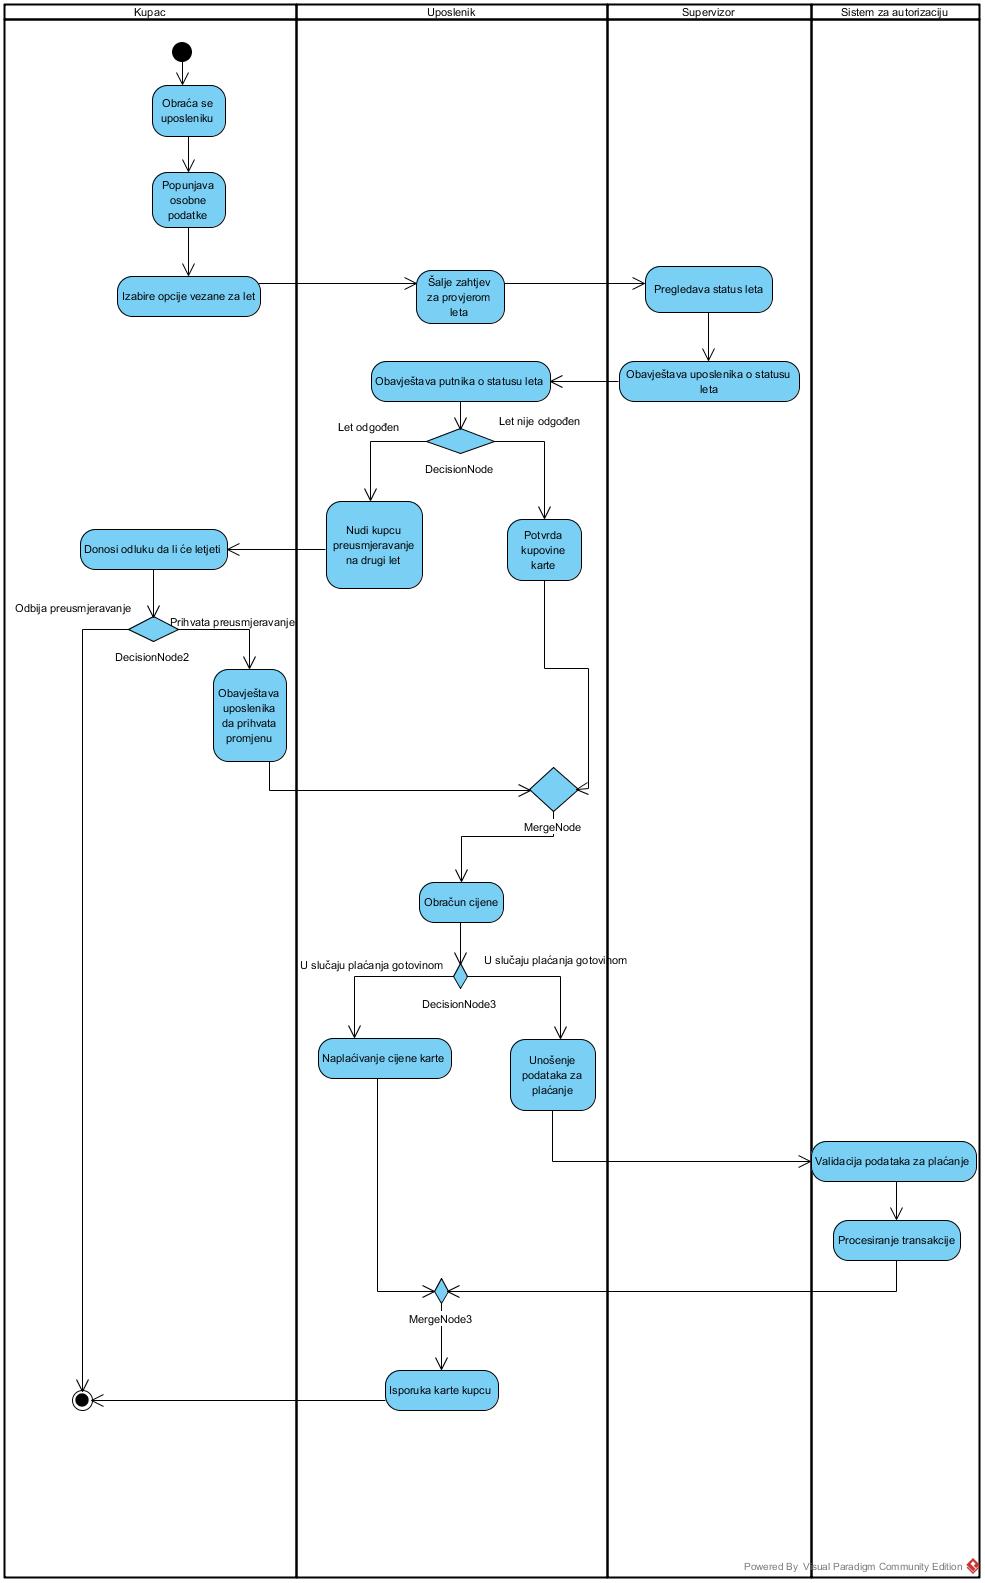 Kupac
Uposlenik
Supervizor
Sistem za autorizaciju
Obraća se
uposleniku
Popunjava
osobne
podatke
Izabire opcije vezane za let
Šalje zahtjev
za provjerom
leta
Pregledava status leta
Obavještava uposlenika o statusu
leta
Obavještava putnika o statusu leta
Let odgođen
Let nije odgođen
DecisionNode
Nudi kupcu
preusmjeravanje
na drugi let
Potvrda
kupovine
karte
Donosi odluku da li će letjeti
Odbija preusmjeravanje
Prihvata preusmjeravanje
DecisionNode2
Obavještava
uposlenika
da prihvata
promjenu
MergeNode
Obračun cijene
U slučaju plaćanja gotovinom
U slučaju plaćanja gotovinom
DecisionNode3
Naplaćivanje cijene karte
Unošenje
podataka za
plaćanje
Validacija podataka za plaćanje
Procesiranje transakcije
MergeNode3
Isporuka karte kupcu
Powered By Visual Paradigm Community Edition